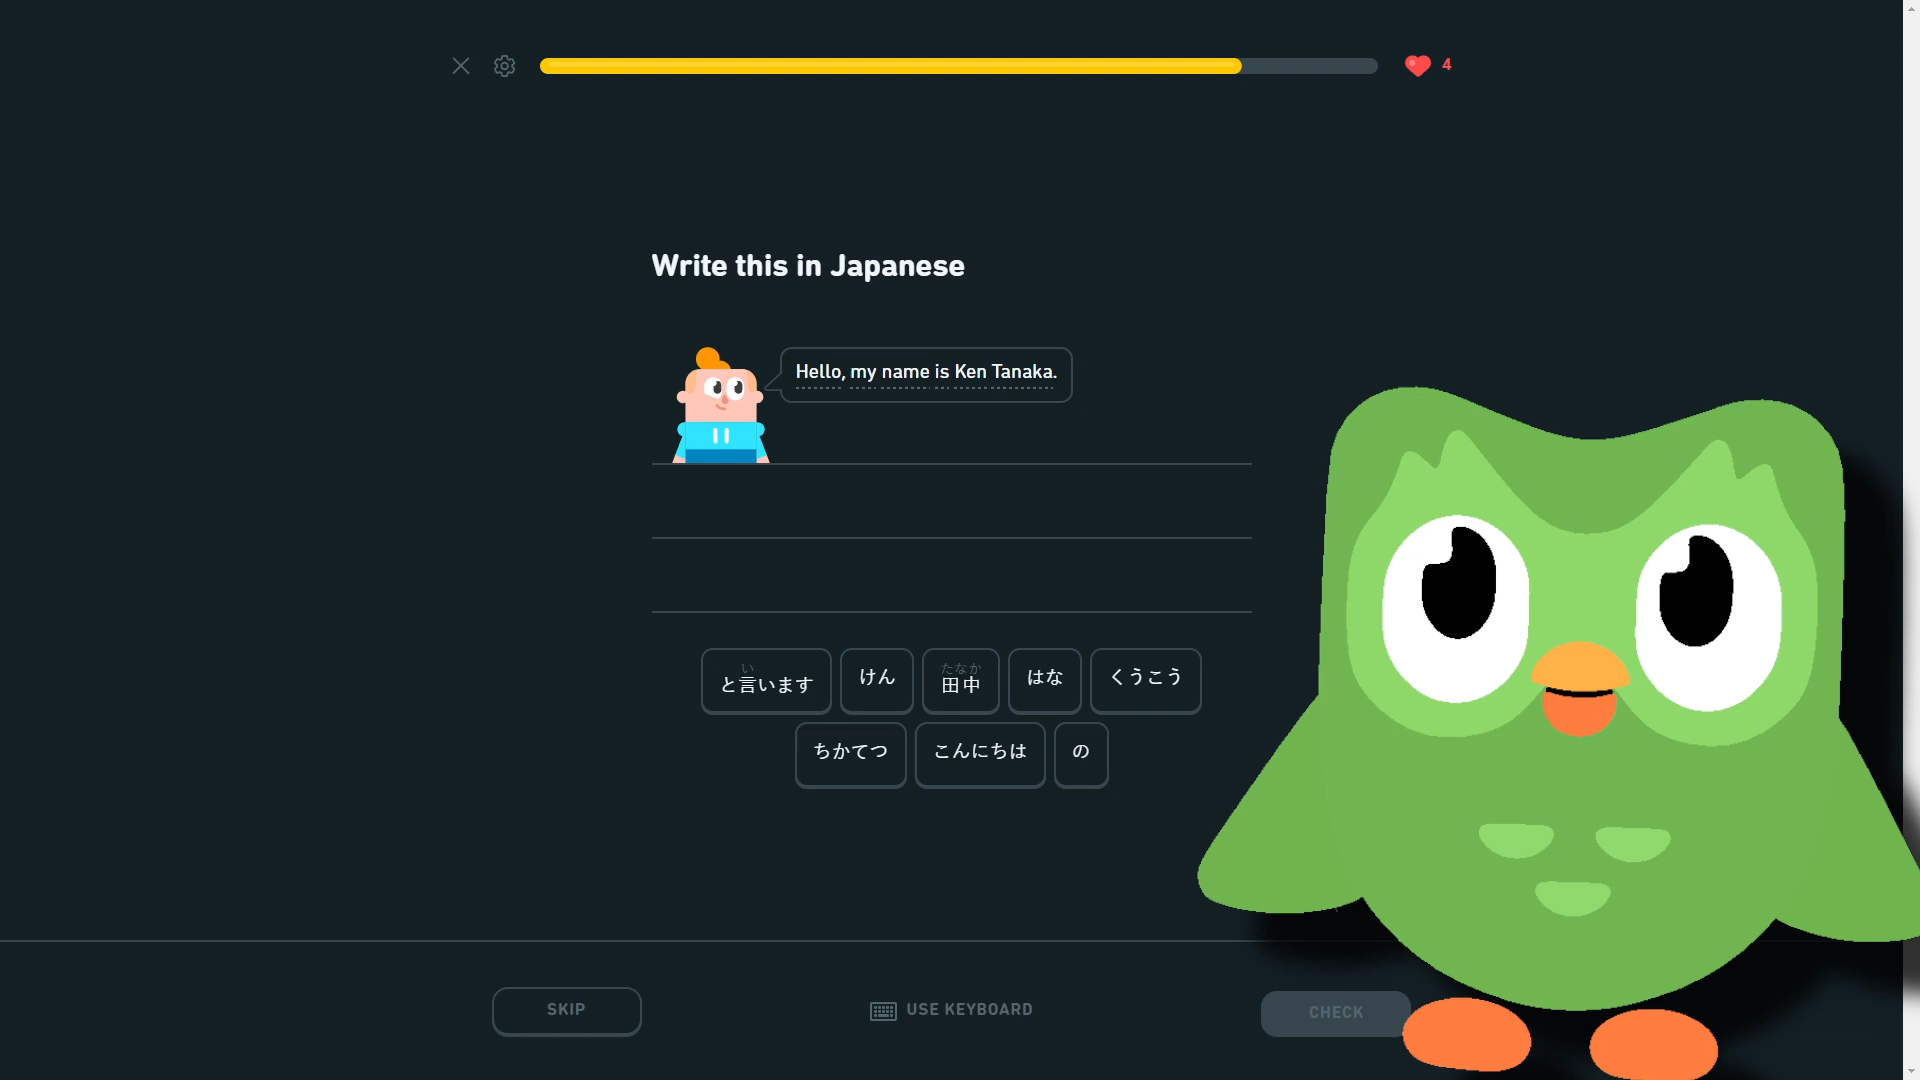 4
Write this in Japanese
Hello, my name is Ken Tanaka.
い
と言います
けん
たなか
田中
はな
くうこう
ちかてつ
こんにちは
の
SKIP
USE KEYBOARD
CHECK